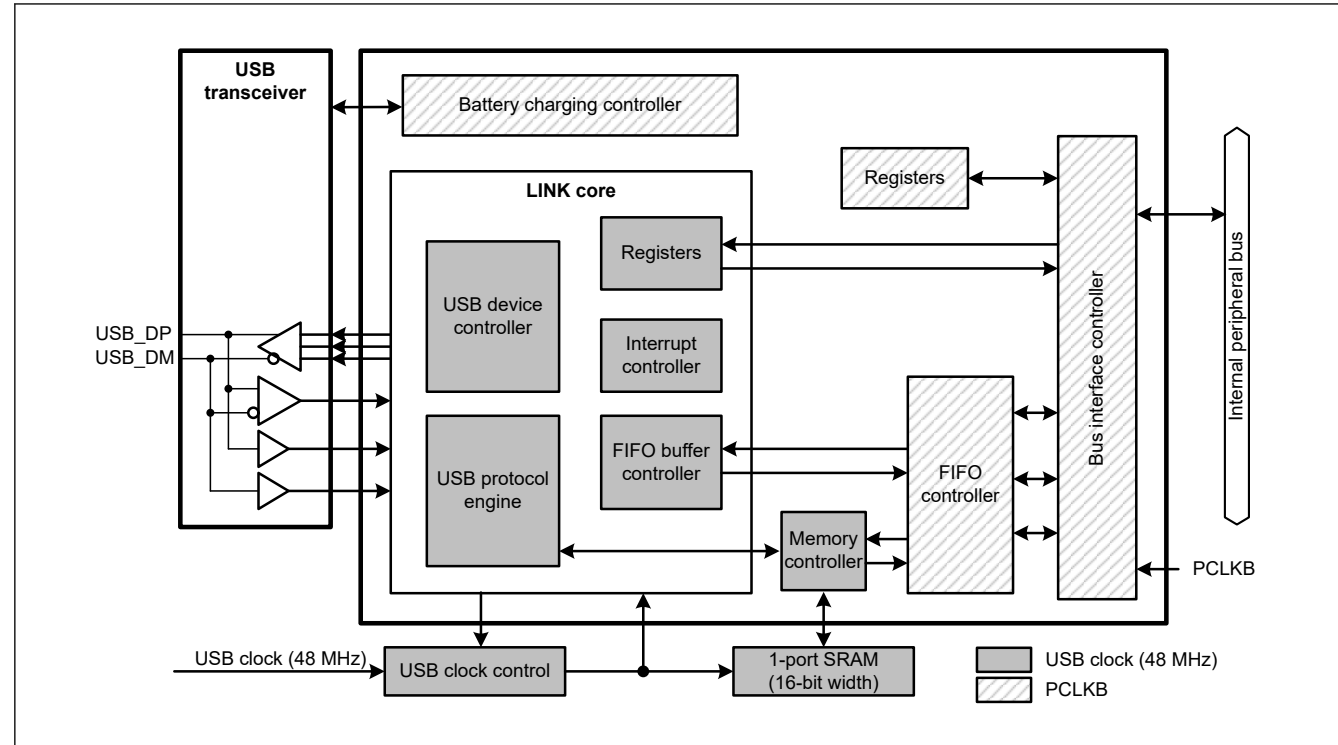 USB
transceiver
Battery charging controller
LINK core
Registers
Registers
USB device
controller
Interrupt
controller
USB_DP
USB_DM
FIFO buffer
controller
USB protocol
engine
FIFO
controller
Memory
controller
Bus interface controller
Internal peripheral bus
PCLKB
USB clock (48 MHz)
USB clock control
1-port SRAM
(16-bit width)
USB clock (48 MHz)
PCLKB